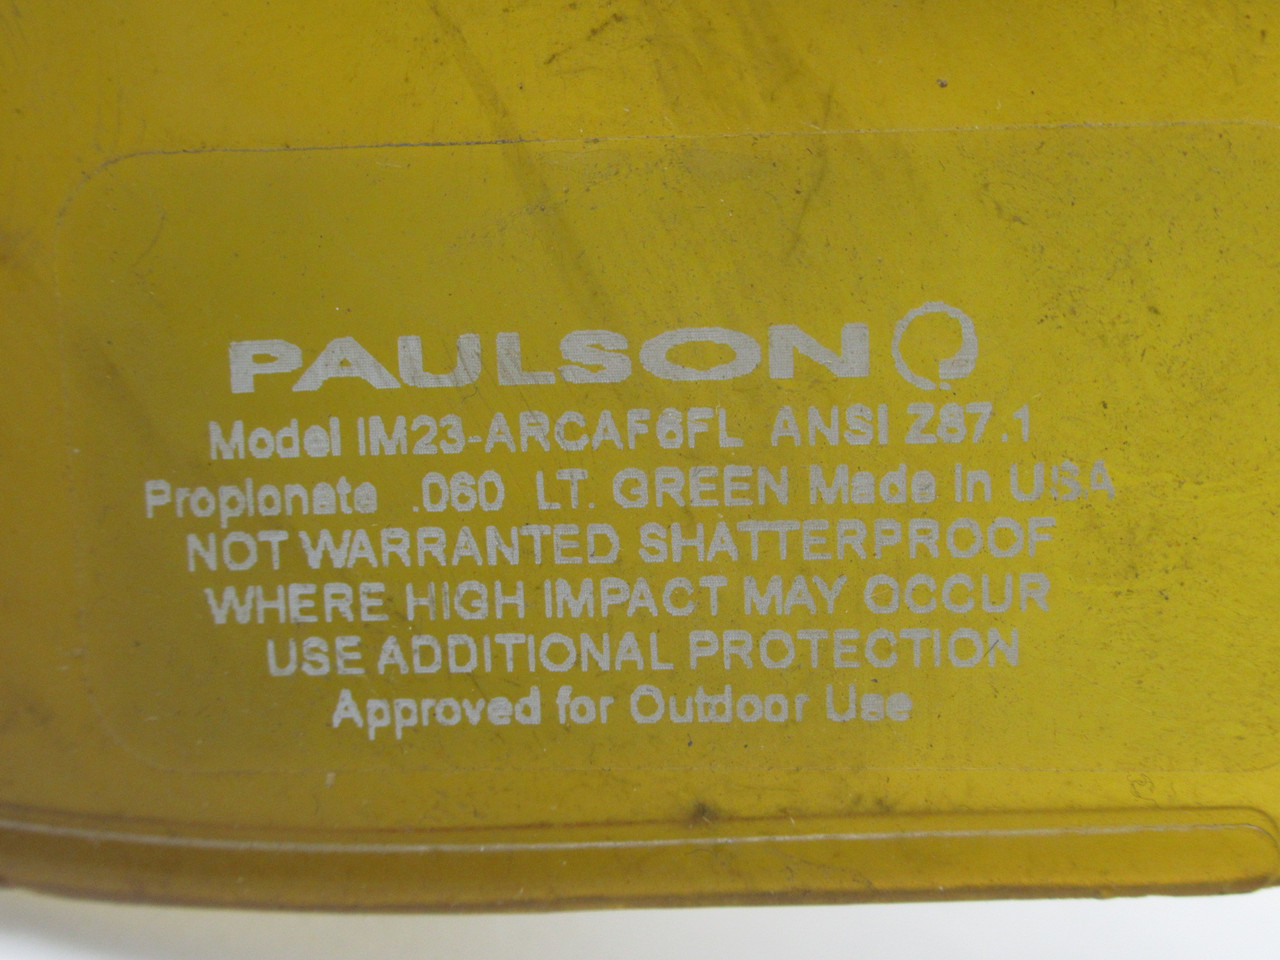 PAULSON
Model IM23-ARCAF6FL ANSI Z87.1
Propionate .060 LT. GREEN Made in USA
NOT WARRANTED SHATTERPROOF
WHERE HIGH IMPACT MAY OCCUR
USE ADDITIONAL PROTECTION
Approved for Outdoor Use